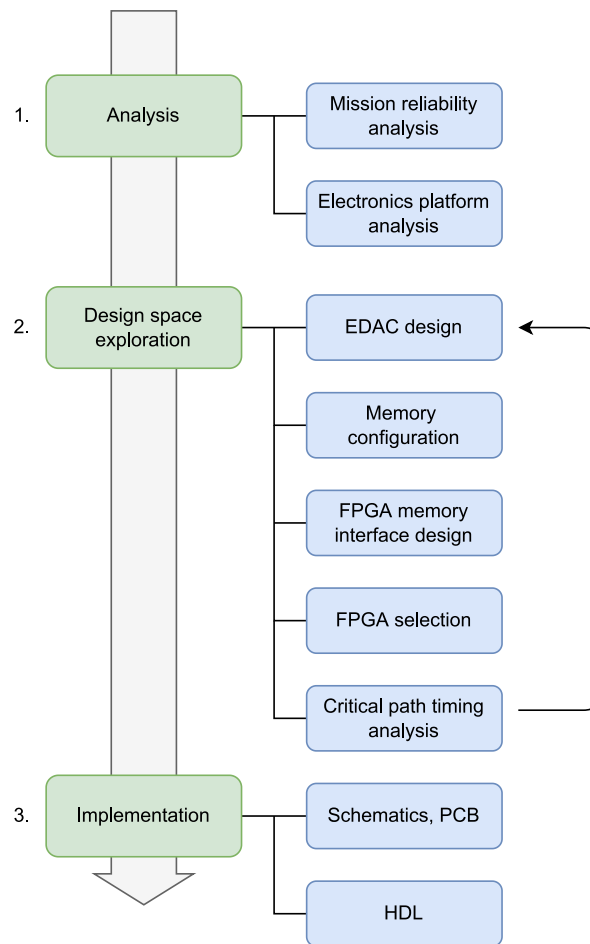 1.
Analysis
Mission reliability
analysis
Electronics platform
analysis
2.
Design space
exploration
EDAC design
Memory
configuration
FPGA memory
interface design
FPGA selection
Critical path timing
analysis
3.
Implementation
Schematics, PCB
HDL